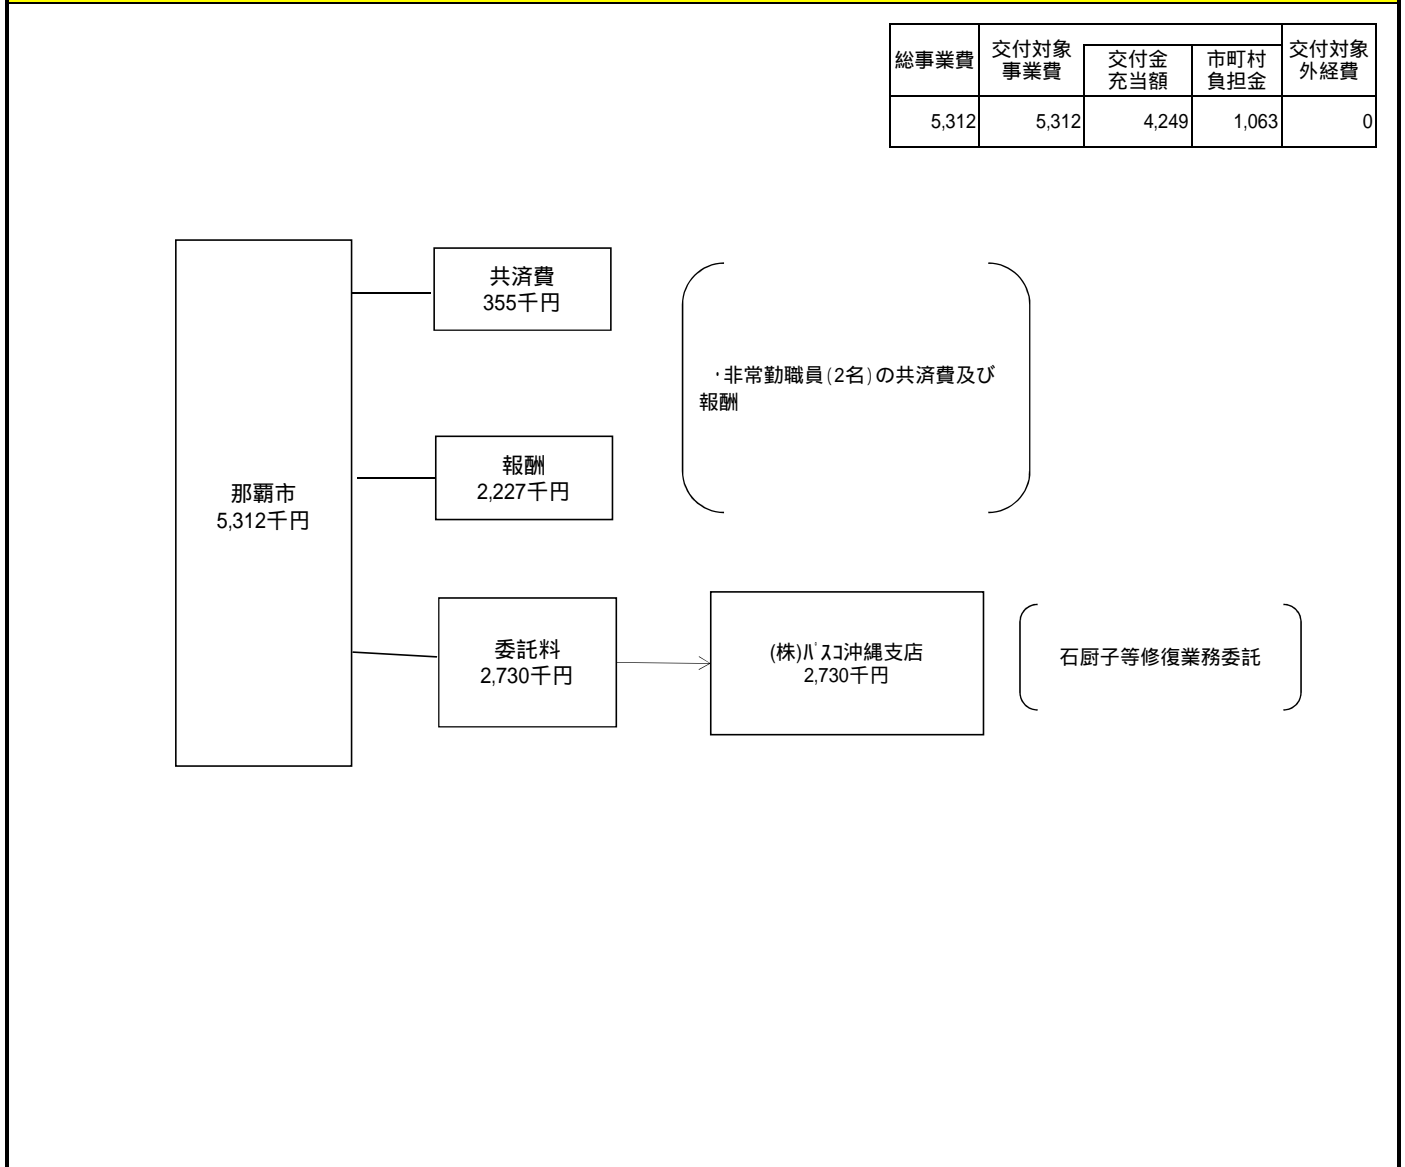 総事業費
交付対象
事業費
交付金
充当額
市町村
負担金
交付対象
外経費
5,312
5,312
4,249
1,063
0
共済費
355千円
・非常勤職員(2名)の共済費及び
報酬
報酬
2,227千円
那覇市
5,312千円
委託料
2,730千円
(株)ﾊﾟｽｺ沖縄支店
2,730千円
石厨子等修復業務委託